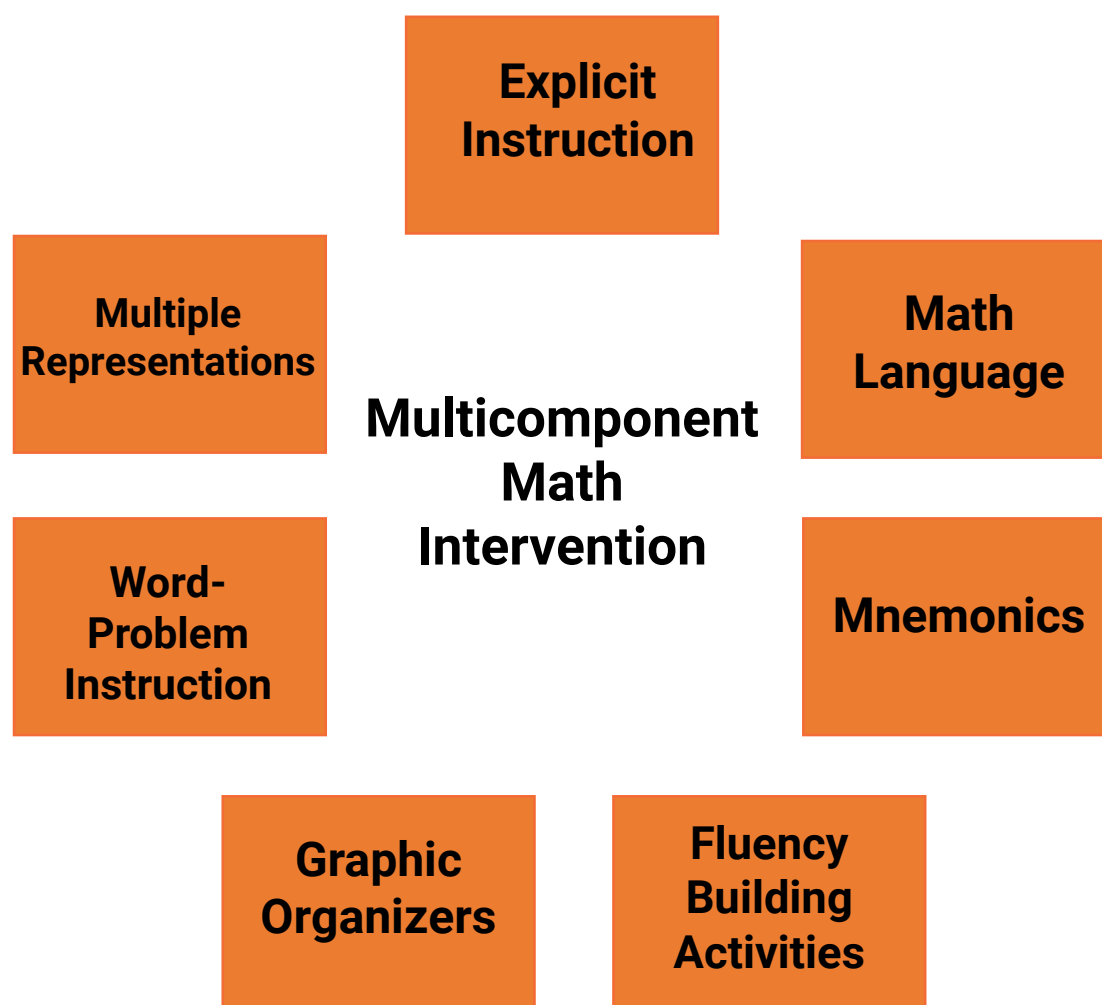 Explicit
Instruction
Multiple
Representations
Math
Language
Multicomponent
Math
Intervention
Word-
Problem
Instruction
Mnemonics
Graphic
Organizers
Fluency
Building
Activities